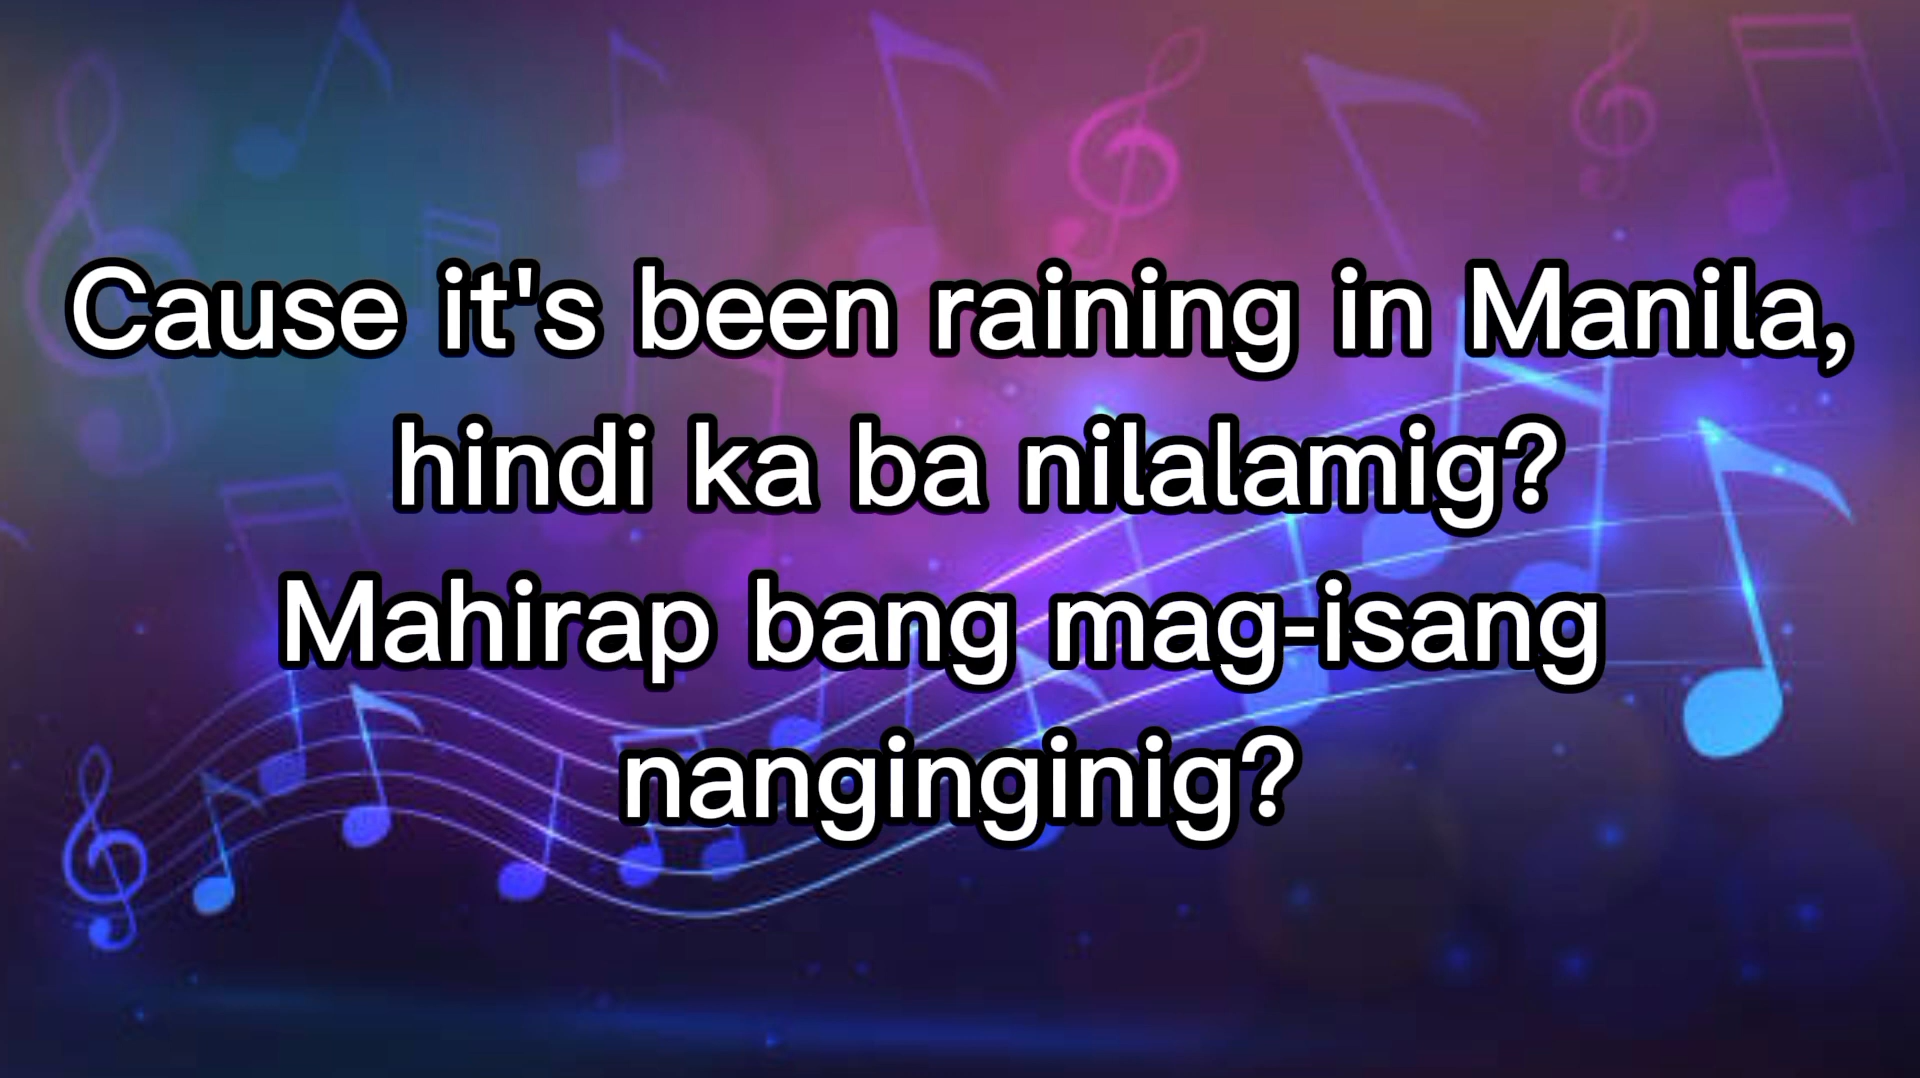 Cause it's been raining in Manila,
hindi ka ba nilalamig?
Mahirap bang mag-isang
nanginginig?